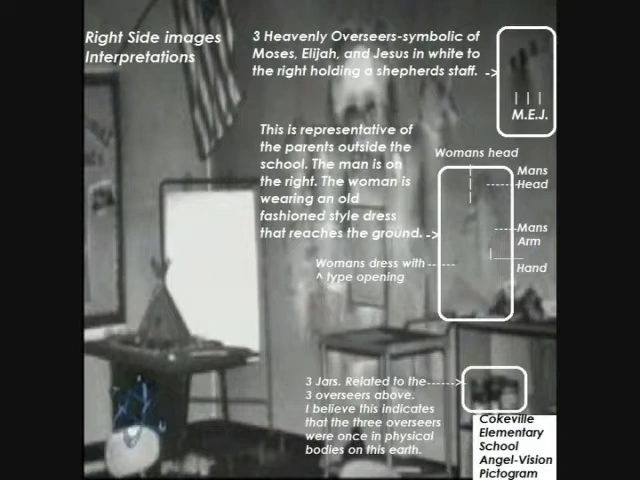 Right Side images
Interpretations
3 Heavenly Overseers-symbolic of
Moses, Elijah, and Jesus in white to
the right holding a shepherds staff. ->
M.E.J.
This is representative of
the parents outside the
school. The man is on
the right. The woman is
wearing an old
fashioned style dress
that reaches the ground. ->
Womans head
Mans
Head
Mans
Arm
Hand
Womans dress with
^ type opening
3 Jars. Related to the------>
3 overseers above.
I believe this indicates
that the three overseers
were once in physical
bodies on this earth.
Cokeville
Elementary
School
Angel-Vision
Pictogram